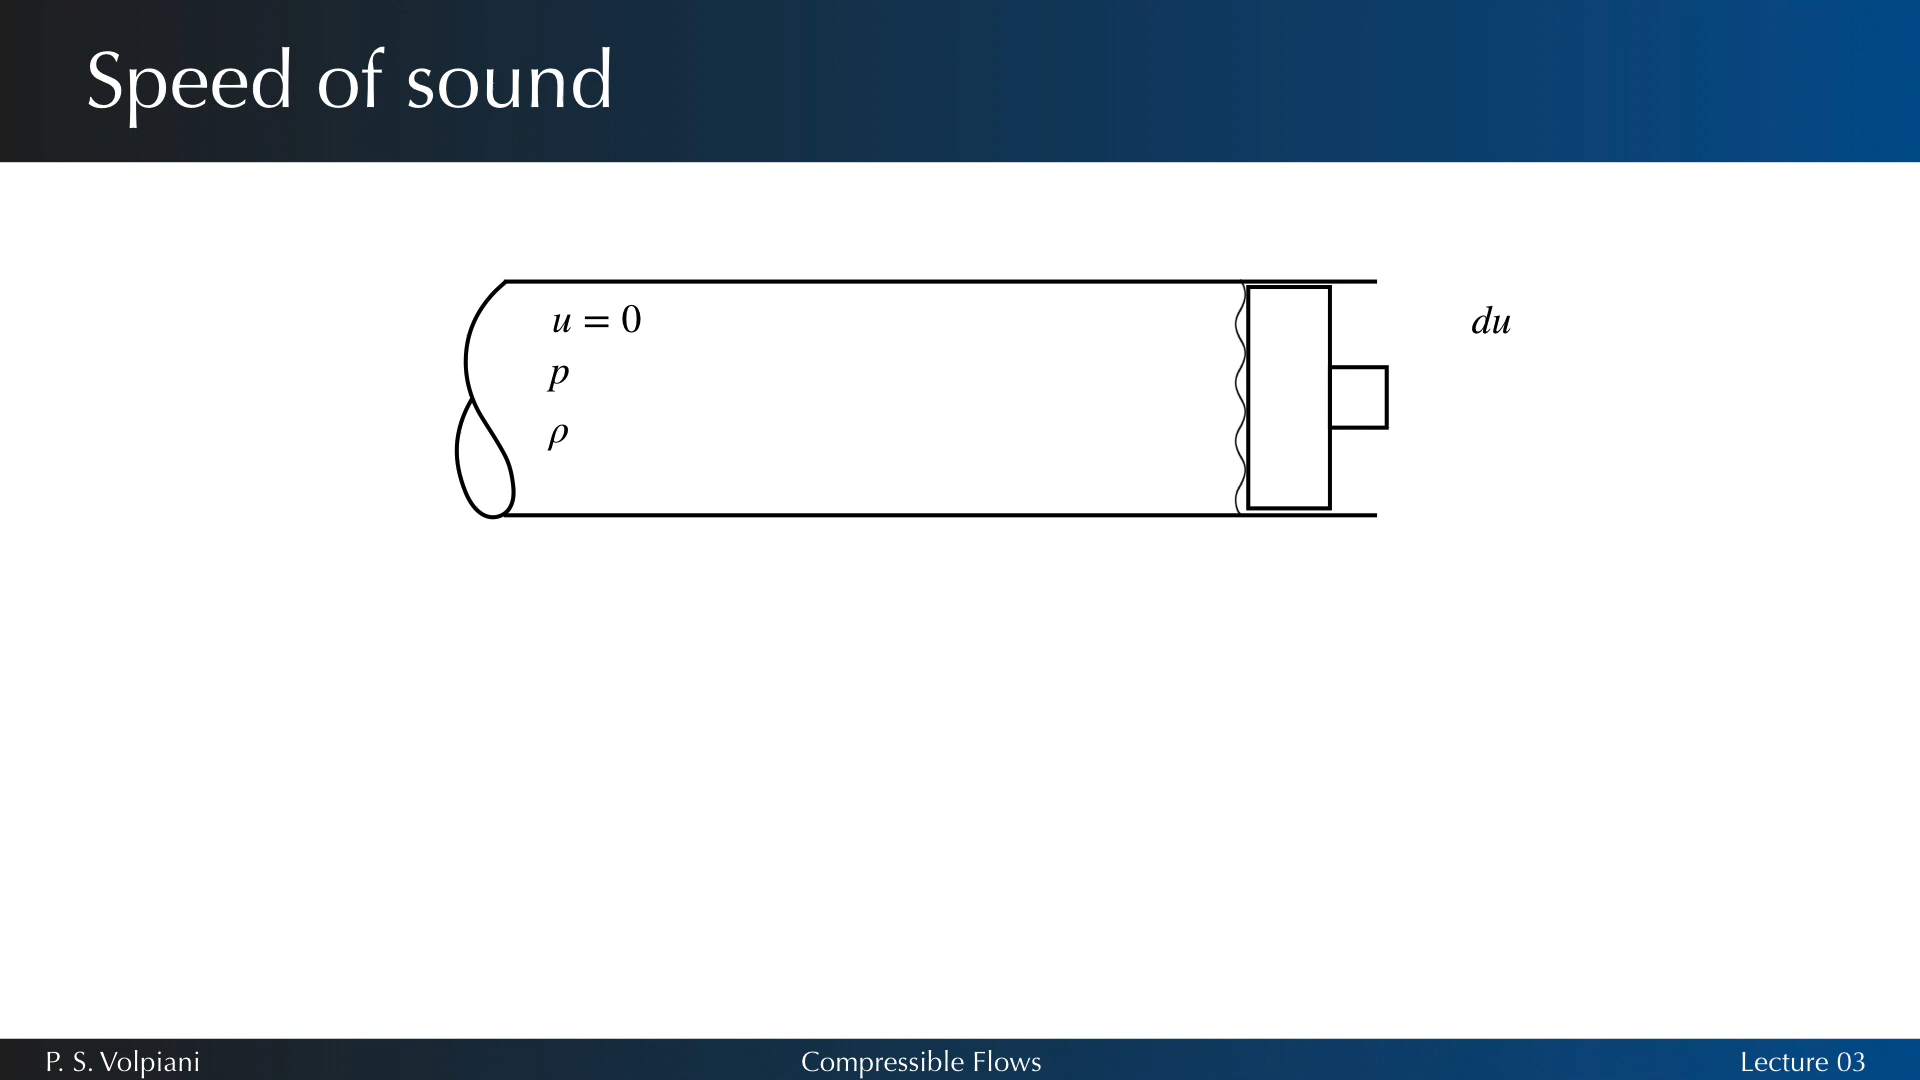 Speed of sound
u = 0
du
p
ρ
P. S. Volpiani
Compressible Flows
Lecture 03